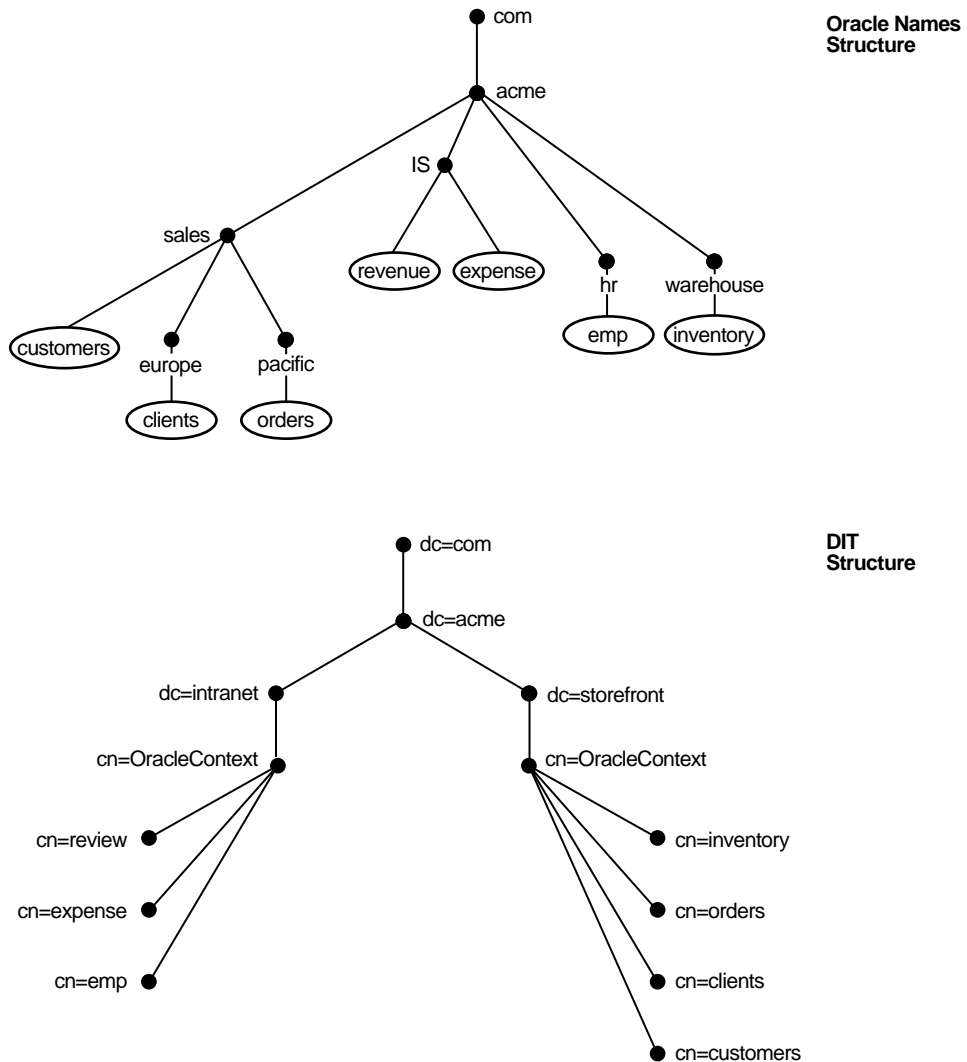 com
Oracle Names
Structure
acme
IS
sales
revenue
expense
hr
warehouse
customers
emp
inventory
europe
pacific
clients
orders
dc=com
DIT
Structure
dc=acme
dc=intranet
dc=storefront
cn=OracleContext
cn=OracleContext
cn=review
cn=inventory
cn=expense
cn=orders
cn=emp
cn=clients
cn=customers